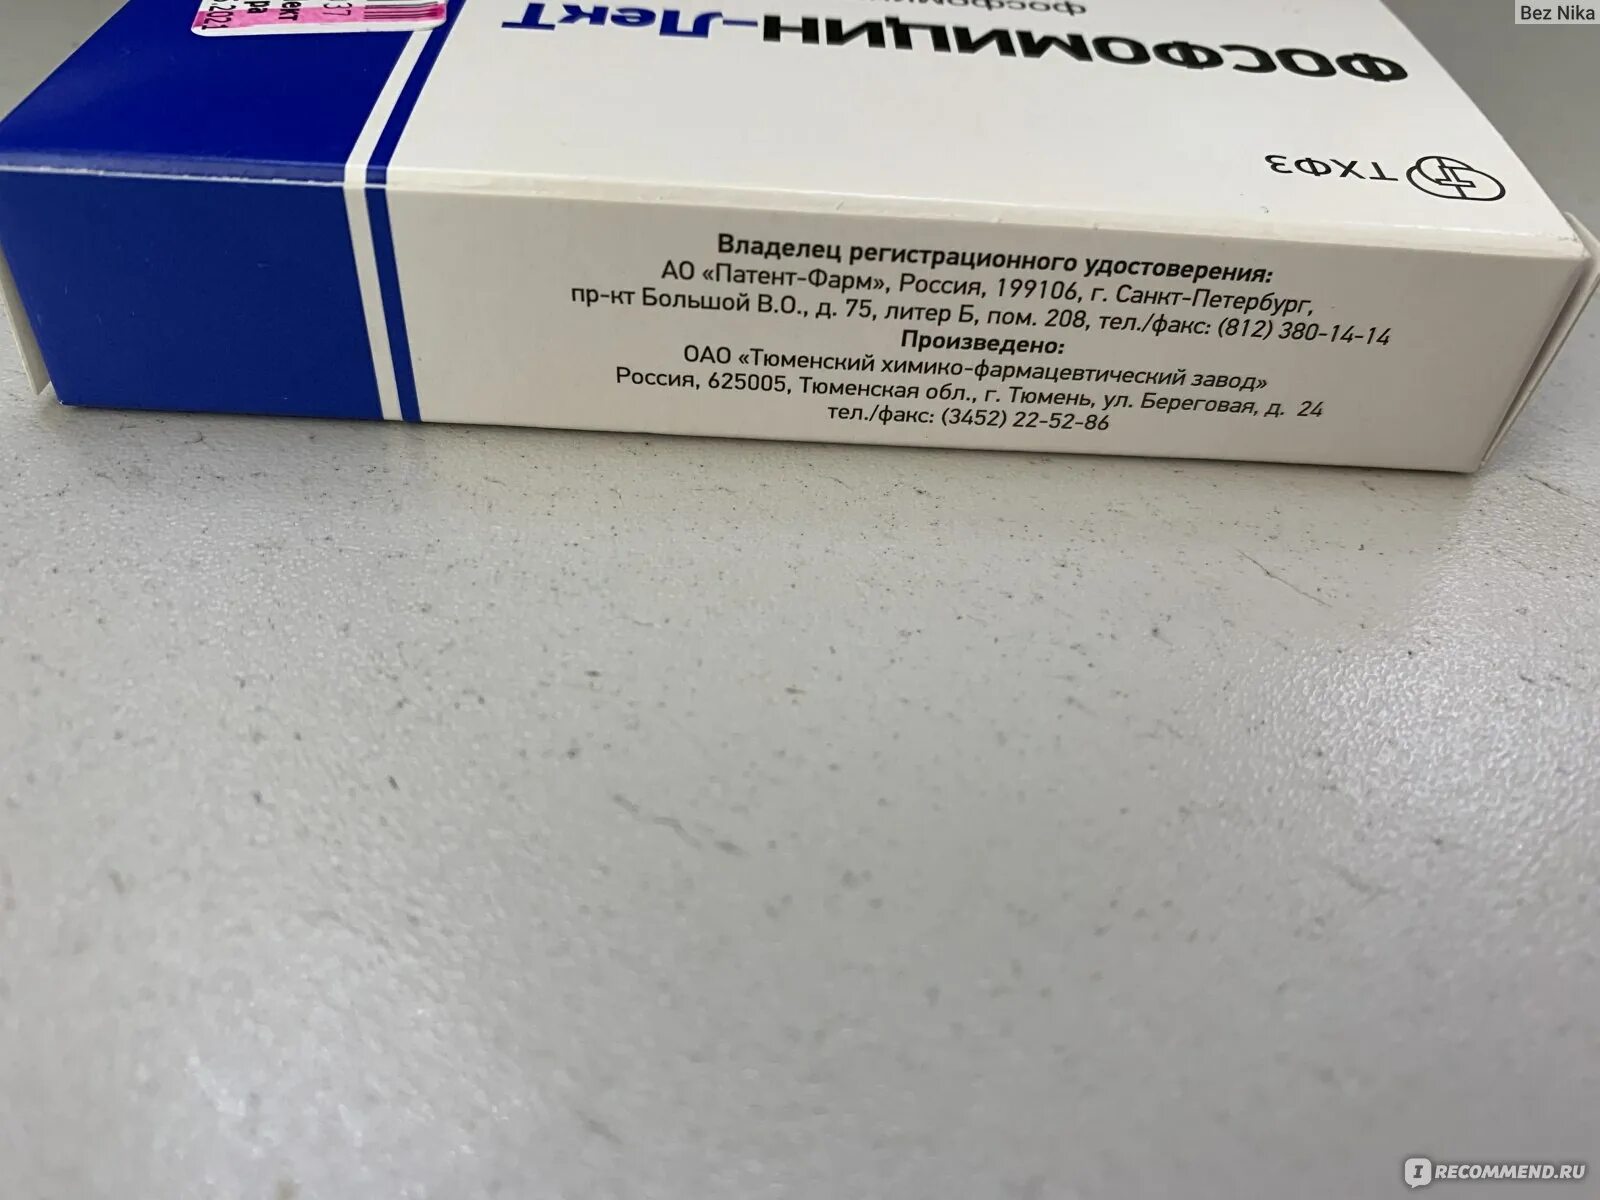 Bez Nika
ФОСФОМИЦИН-Лект
ТХФЗ
Владелец регистрационного удостоверения:
АО «Патент-Фарм», Россия, 199106, г. Санкт-Петербург,
пр-кт Большой В.О., д. 75, литер Б, пом. 208, тел./факс: (812) 380-14-14
Произведено:
ОАО «Тюменский химико-фармацевтический завод»
Россия, 625005, Тюменская обл., г. Тюмень, ул. Береговая, д. 24
тел./факс: (3452) 22-52-86
IRECOMMEND.RU